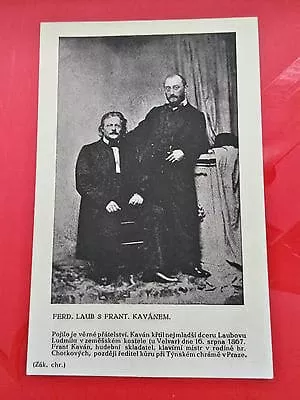 FERD. LAUB S FRANT. KAVÁNEM.
Pojilo je věrné přátelství. Kaván křtil nejmladší dceru Laubovu
Ludmilu v zeměšském kostele (u Velvar) dne 16. srpna 1867.
Frant Kaván, hudební skladatel, klavírní mistr v rodině hr.
Chotkových, později ředitel kůru při Týnském chrámě v Praze.
(Zák. chr.)